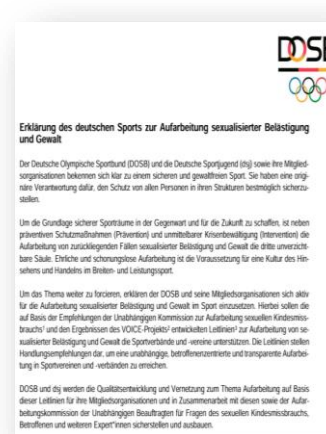 DOSB
Erklärung des deutschen Sports zur Aufarbeitung sexualisierter Belästigung
und Gewalt
Der Deutsche Olympische Sportbund (DOSB) und die Deutsche Sportjugend (dsj) sowie ihre Mitglied-
sorganisationen bekennen sich klar zu einem sicheren und gewaltfreien Sport. Sie haben eine origi-
näre Verantwortung dafür, den Schutz von allen Personen in ihren Strukturen bestmöglich sicherzu-
stellen.
Um die Grundlage sicherer Sporträume in der Gegenwart und für die Zukunft zu schaffen, ist neben
präventiven Schutzmaßnahmen (Prävention) und unmittelbarer Krisenbewältigung (Intervention) die
Aufarbeitung von zurückliegenden Fällen sexualisierter Belästigung und Gewalt die dritte unverzicht-
bare Säule. Ehrliche und schonungslose Aufarbeitung ist die Voraussetzung für eine Kultur des Hin-
sehens und Handelns im Breiten- und Leistungssport.
Um das Thema weiter zu forcieren, erklären der DOSB und seine Mitgliedsorganisationen sich aktiv
für die Aufarbeitung sexualisierter Belästigung und Gewalt im Sport einzusetzen. Hierbei sollen die
auf Basis der Empfehlungen der Unabhängigen Kommission zur Aufarbeitung sexuellen Kindesmiss-
brauchs¹ und den Ergebnissen des VOICE-Projekts² entwickelten Leitlinien³ zur Aufarbeitung von se-
xualisierter Belästigung und Gewalt die Sportverbände und -vereine unterstützen. Die Leitlinien stellen
Handlungsempfehlungen dar, um eine unabhängige, betroffenenzentrierte und transparente Aufarbei-
tung in Sportvereinen und -verbänden zu erreichen.
DOSB und dsj werden die Qualitätsentwicklung und Vernetzung zum Thema Aufarbeitung auf Basis
dieser Leitlinien für ihre Mitgliedsorganisationen und in Zusammenarbeit mit diesen sowie der Aufar-
beitungskommission der Unabhängigen Beauftragten für Fragen des sexuellen Kindesmissbrauchs,
Betroffenen und weiteren Expert*innen sicherstellen und ausbauen.